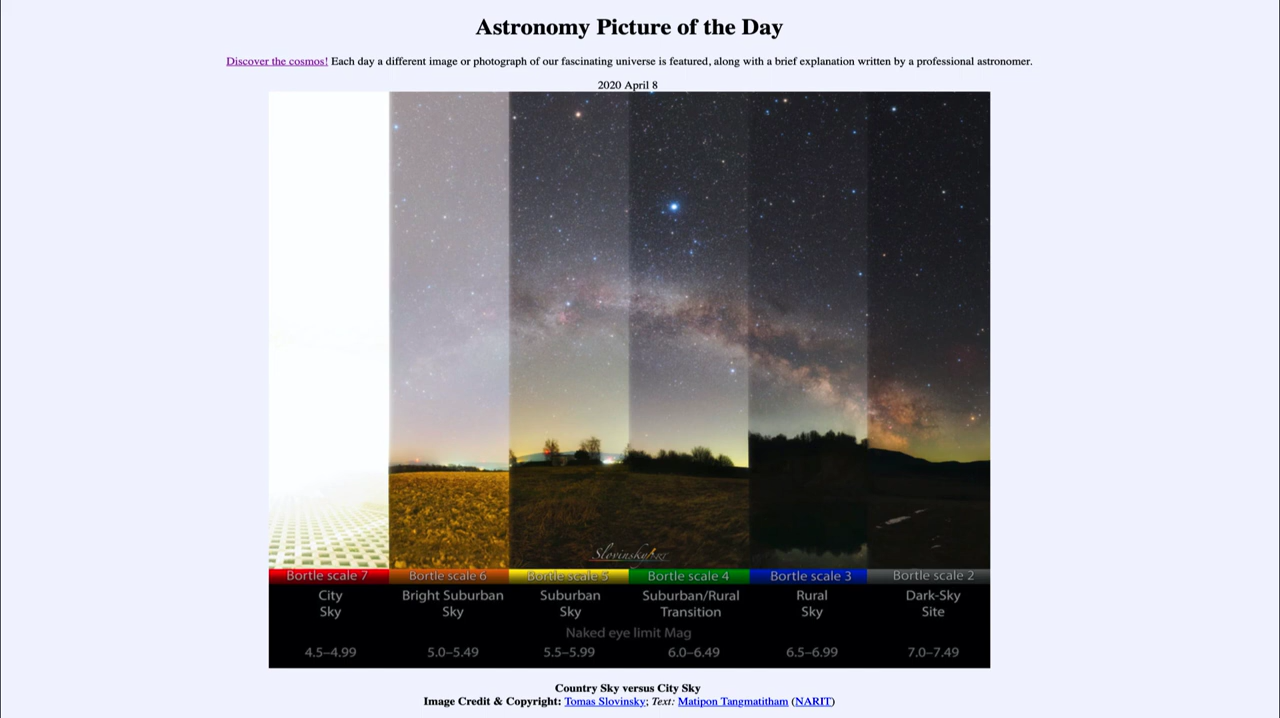 Astronomy Picture of the Day
Discover the cosmos! Each day a different image or photograph of our fascinating universe is featured, along with a brief explanation written by a professional astronomer.
2020 April 8
SlovinskyArt
Bortle scale 7 Bortle scale 6 Bortle scale 5 Bortle scale 4 Bortle scale 3 Bortle scale 2
City Bright Suburban Suburban Suburban/Rural Rural Dark-Sky
Sky Sky Sky Transition Sky Site
Naked eye limit Mag
4.5–4.99 5.0–5.49 5.5–5.99 6.0–6.49 6.5–6.99 7.0–7.49
Country Sky versus City Sky
Image Credit & Copyright: Tomas Slovinsky; Text: Matipon Tangmatitham (NARIT)